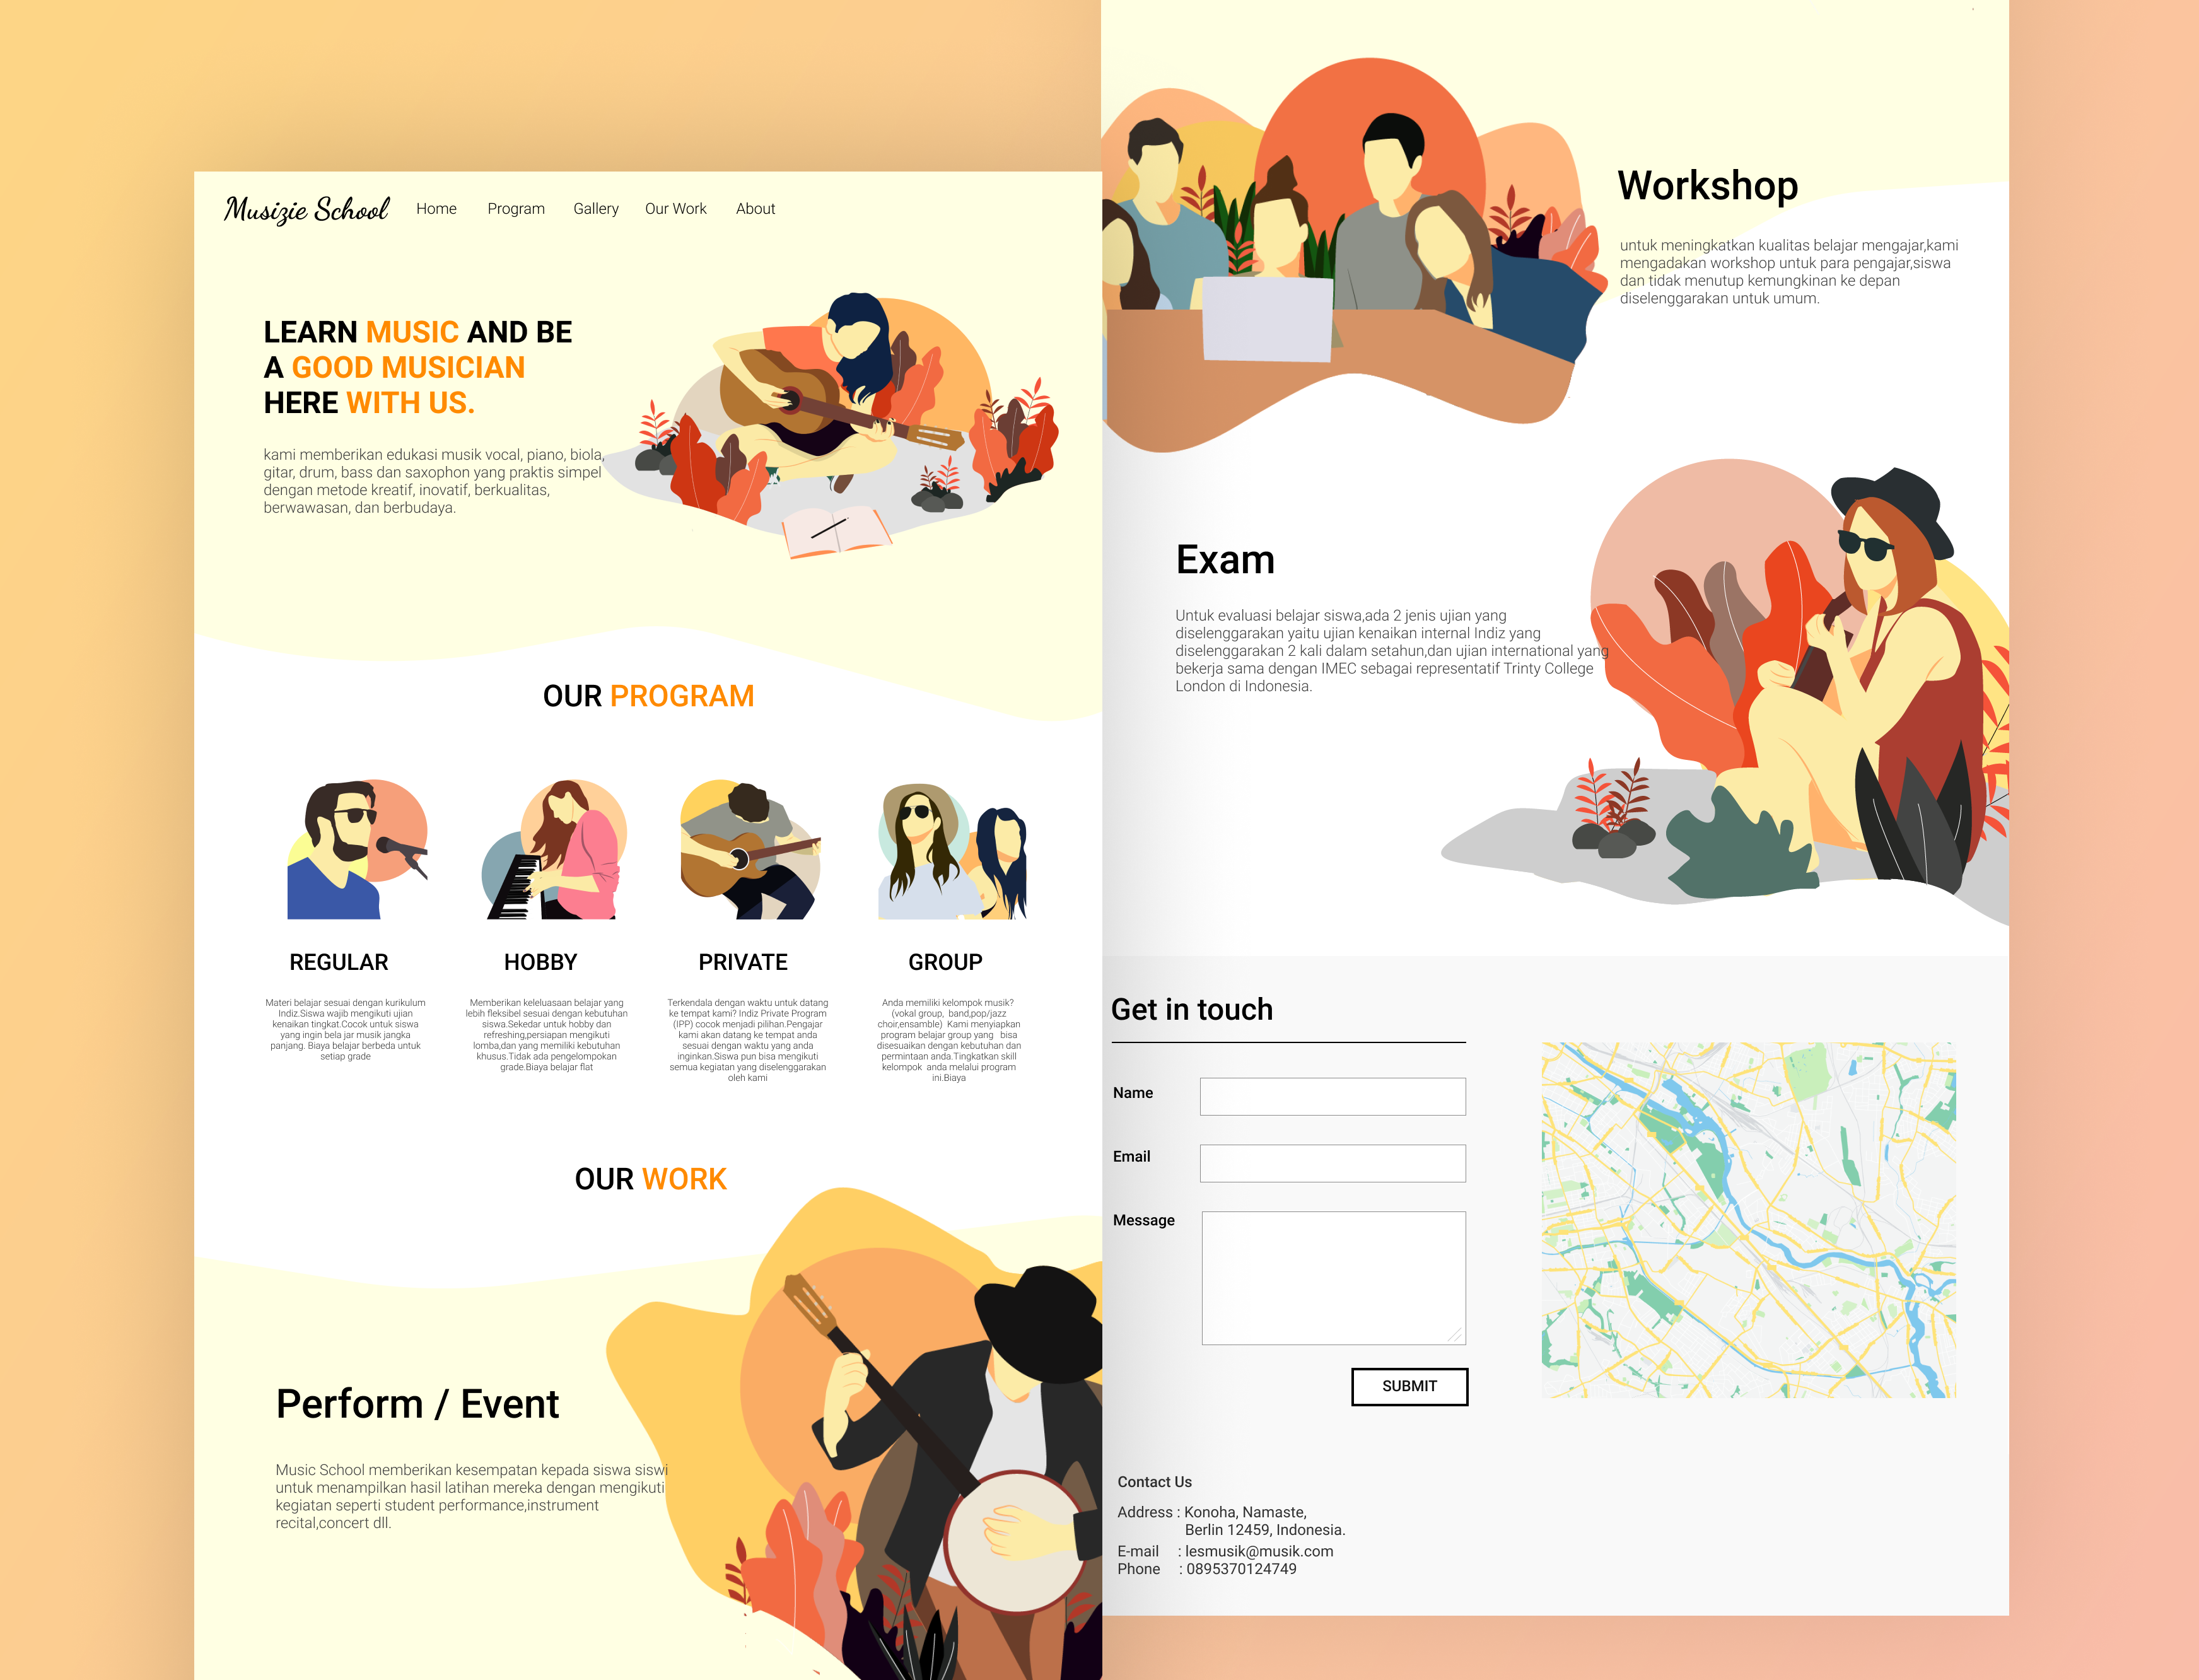 Musizie School
Home Program Gallery Our Work About
LEARN MUSIC AND BE
A GOOD MUSICIAN
HERE WITH US.
kami memberikan edukasi musik vocal, piano, biola,
gitar, drum, bass dan saxophon yang praktis simpel
dengan metode kreatif, inovatif, berkualitas,
berwawasan, dan berbudaya.
OUR PROGRAM
REGULAR
Materi belajar sesuai dengan kurikulum
Indiz.Siswa wajib mengikuti ujian
kenaikan tingkat.Cocok untuk siswa
yang ingin bela jar musik jangka
panjang. Biaya belajar berbeda untuk
setiap grade
HOBBY
Memberikan keleluasaan belajar yang
lebih fleksibel sesuai dengan kebutuhan
siswa.Sekedar untuk hobby dan
refreshing,persiapan mengikuti
lomba,dan yang memiliki kebutuhan
khusus.Tidak ada pengelompokan
grade.Biaya belajar flat
PRIVATE
Terkendala dengan waktu untuk datang
ke tempat kami? Indiz Private Program
(IPP) cocok menjadi pilihan.Pengajar
kami akan datang ke tempat anda
sesuai dengan waktu yang anda
inginkan.Siswa pun bisa mengikuti
semua kegiatan yang diselenggarakan
oleh kami
GROUP
Anda memiliki kelompok musik?
(vokal group, band,pop/jazz
choir,ensamble) Kami menyiapkan
program belajar group yang bisa
disesuaikan dengan kebutuhan dan
permintaan anda.Tingkatkan skill
kelompok anda melalui program
ini.Biaya
OUR WORK
Perform / Event
Music School memberikan kesempatan kepada siswa siswi
untuk menampilkan hasil latihan mereka dengan mengikuti
kegiatan seperti student performance,instrument
recital,concert dll.
Workshop
untuk meningkatkan kualitas belajar mengajar,kami
mengadakan workshop untuk para pengajar,siswa
dan tidak menutup kemungkinan ke depan
diselenggarakan untuk umum.
Exam
Untuk evaluasi belajar siswa,ada 2 jenis ujian yang
diselenggarakan yaitu ujian kenaikan internal Indiz yang
diselenggarakan 2 kali dalam setahun,dan ujian international yang
bekerja sama dengan IMEC sebagai representatif Trinty College
London di Indonesia.
Get in touch
Name
Email
Message
SUBMIT
Contact Us
Address : Konoha, Namaste,
Berlin 12459, Indonesia.
E-mail : lesmusik@musik.com
Phone : 0895370124749